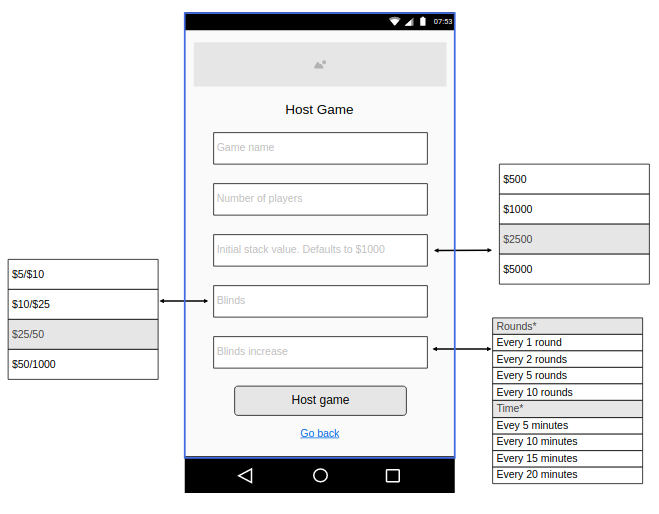 07:53
Host Game
Game name
Number of players
Initial stack value. Defaults to $1000
Blinds
Blinds increase
Host game
Go back
$5/$10
$10/$25
$25/50
$50/1000
$500
$1000
$2500
$5000
Rounds*
Every 1 round
Every 2 rounds
Every 5 rounds
Every 10 rounds
Time*
Evey 5 minutes
Every 10 minutes
Every 15 minutes
Every 20 minutes